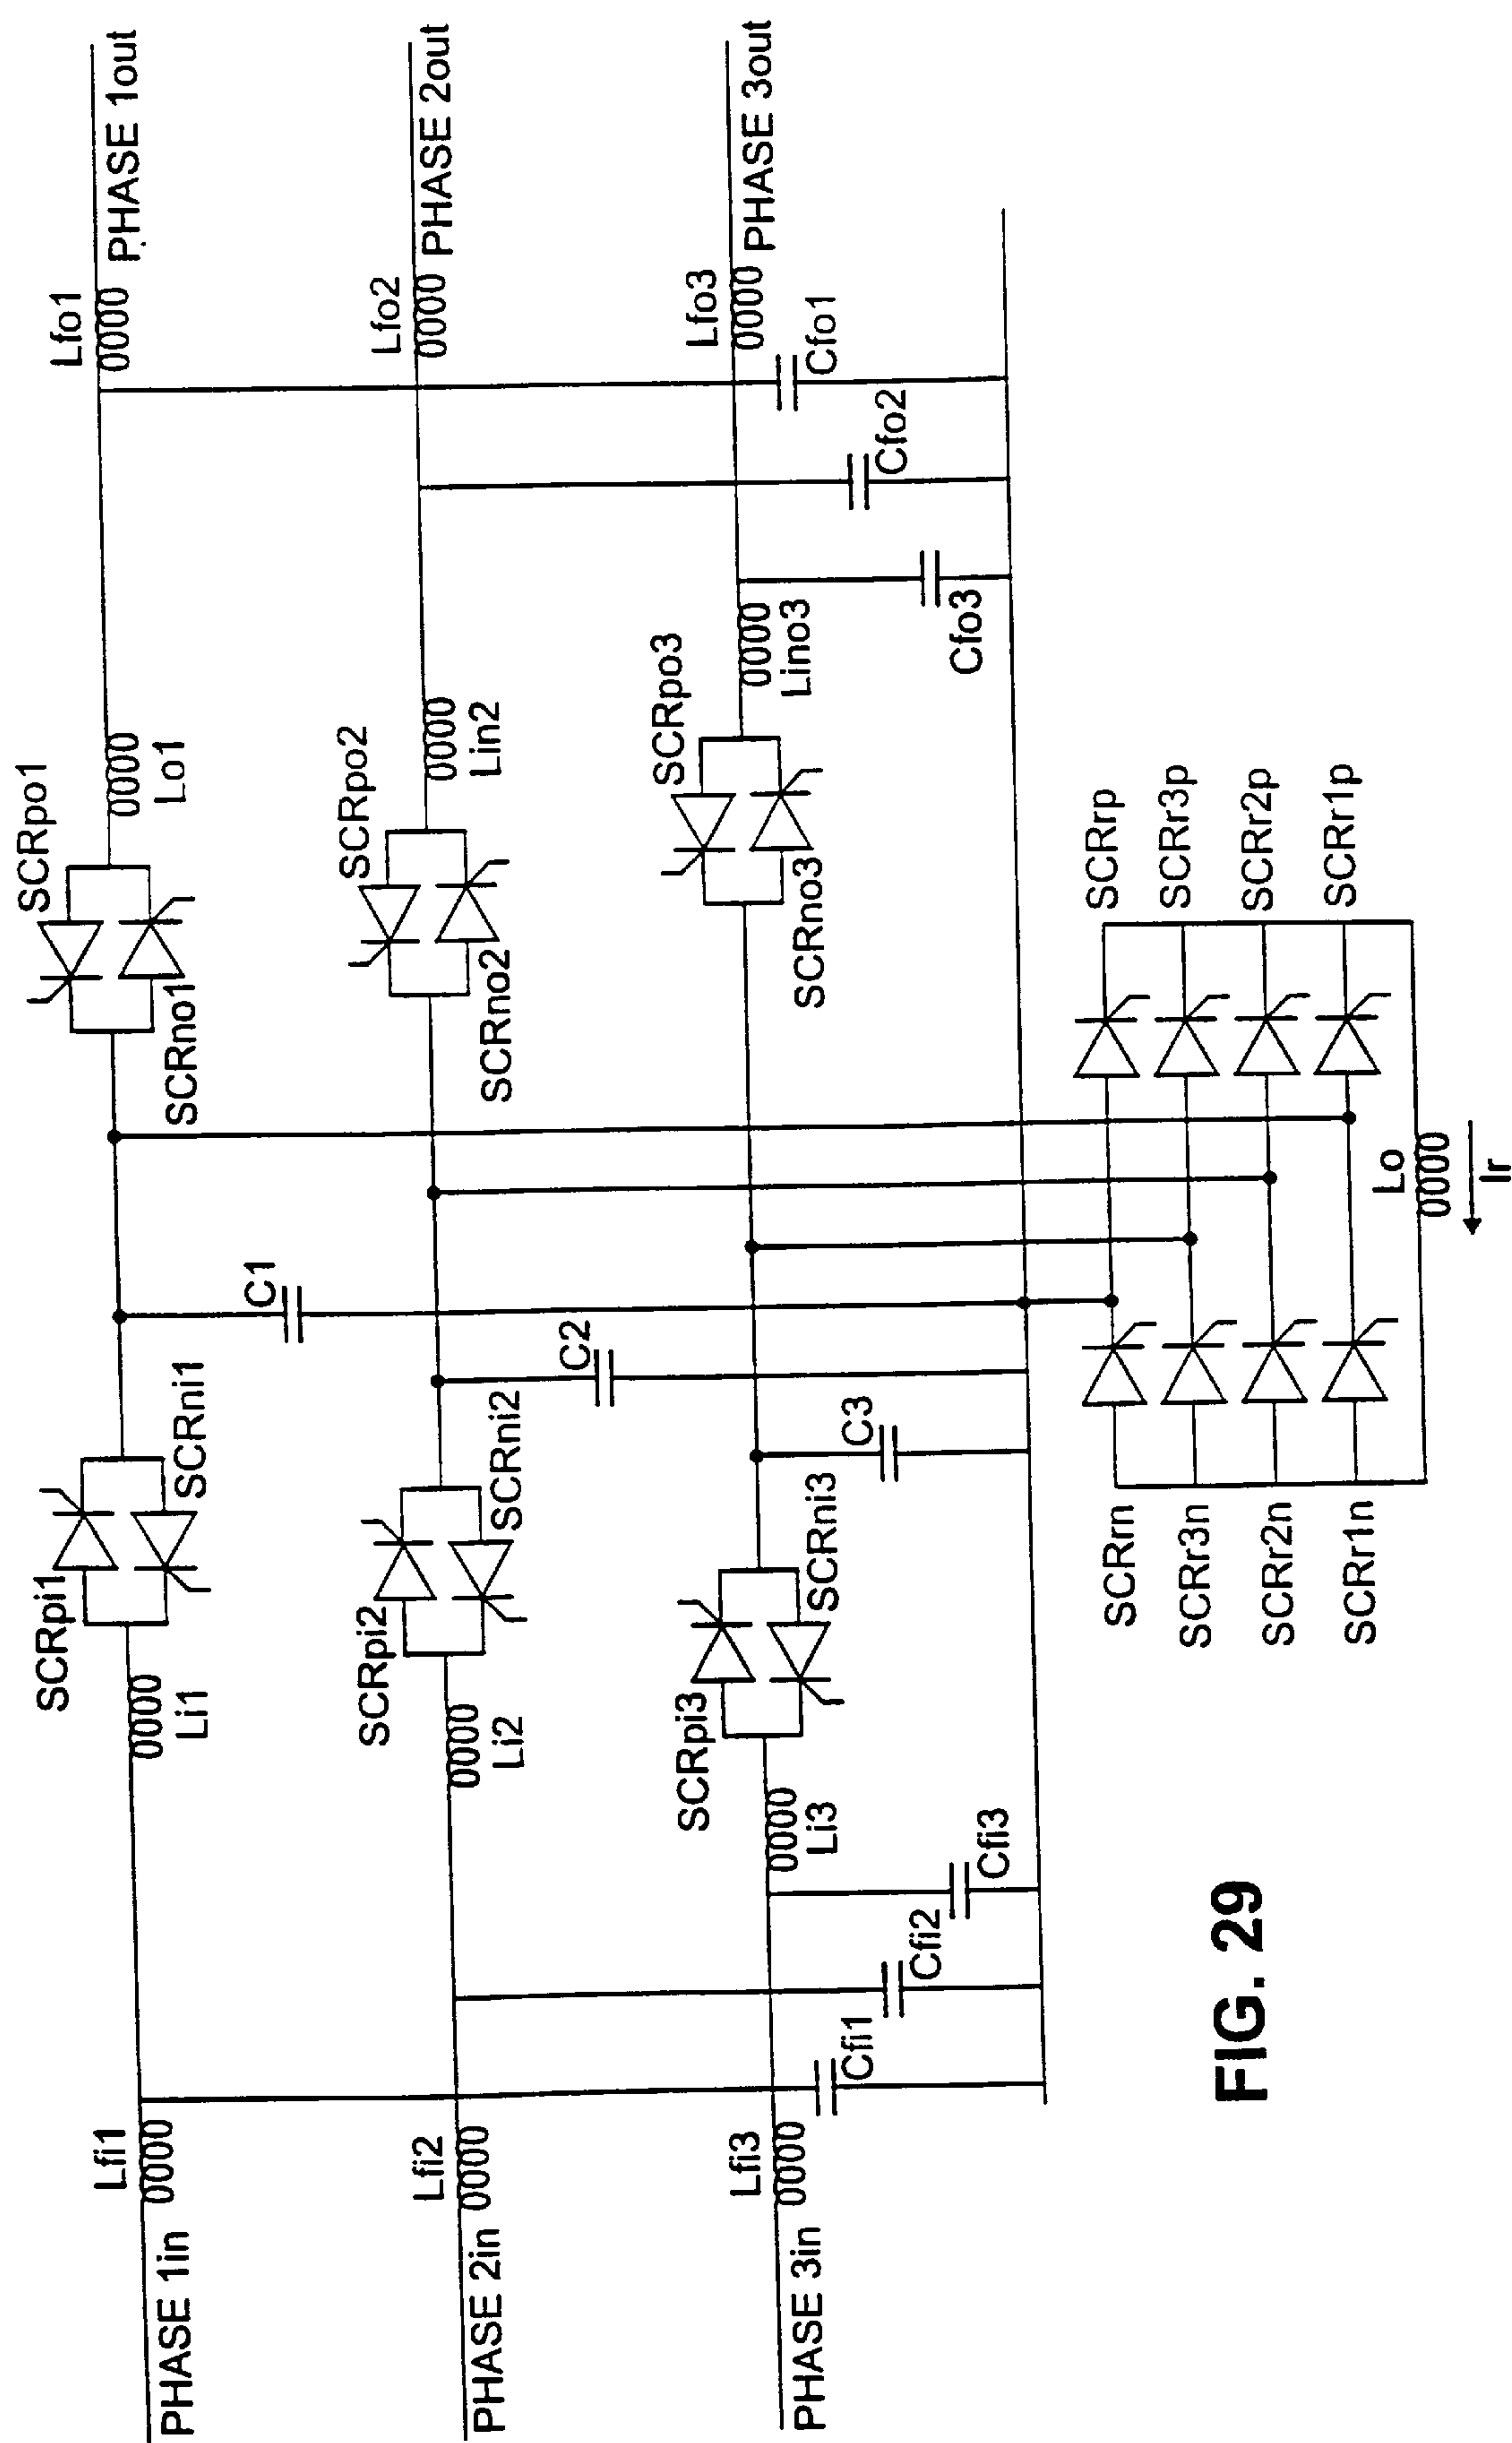 Lfi1
PHASE 1in
Li1
SCRpi1
SCRni1
C1
SCRno1
SCRpo1
Lo1
Lfo1
PHASE 1out
Lfi2
PHASE 2in
Li2
SCRpi2
SCRni2
C2
SCRno2
SCRpo2
Lin2
Lfo2
PHASE 2out
Lfi3
PHASE 3in
Li3
SCRpi3
SCRni3
C3
SCRno3
SCRpo3
Lino3
Lfo3
PHASE 3out
Cfi1
Cfi2
Cfi3
Cfo3
Cfo2
Cfo1
SCRrn
SCRrp
SCRr3n
SCRr3p
SCRr2n
SCRr2p
SCRr1n
SCRr1p
Lo
Ir
FIG. 29